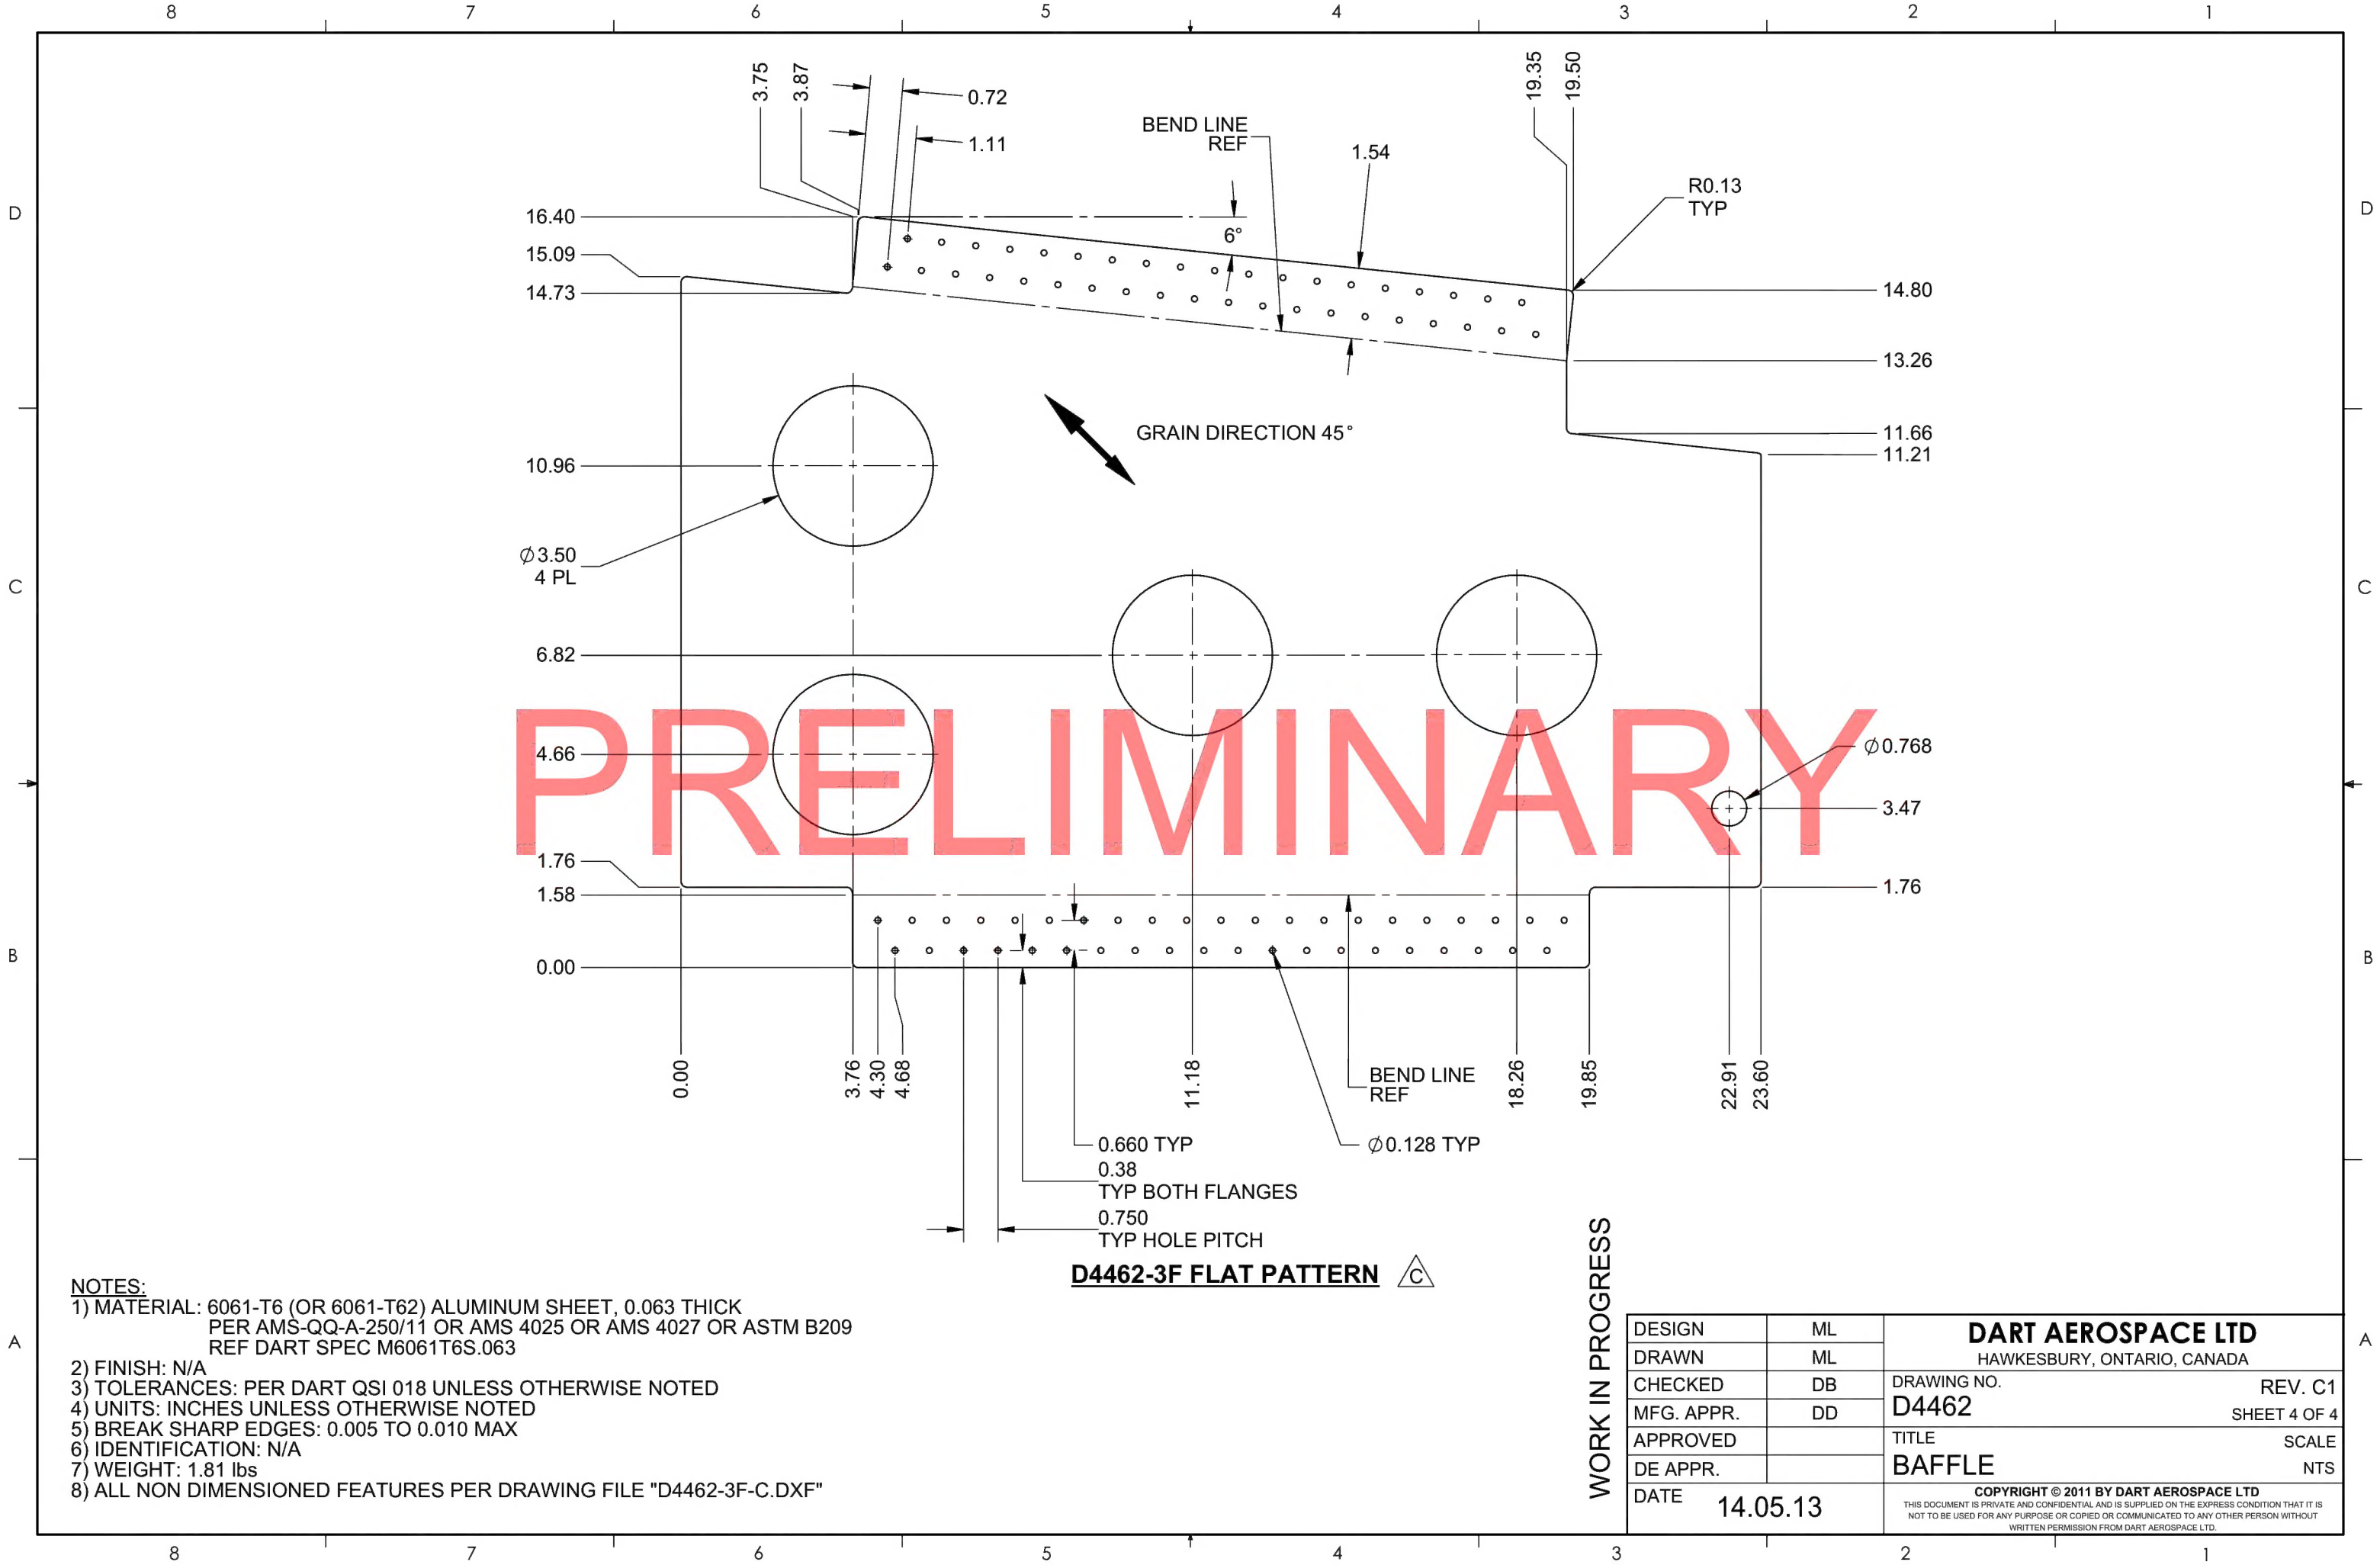 8 7 6 5 4 3 2 1
D D
C C
B B
A A
3.75
3.87
0.72
1.11
BEND LINE
REF
1.54
19.35
19.50
R0.13
TYP
6°
16.40
15.09
14.73
14.80
13.26
GRAIN DIRECTION 45°
11.66
11.21
10.96
⌀3.50
4 PL
6.82
PRELIMINARY
4.66
⌀0.768
3.47
1.76
1.58
1.76
0.00
0.00
3.76
4.30
4.68
11.18
BEND LINE
REF
18.26
19.85
22.91
23.60
0.660 TYP
⌀0.128 TYP
0.38
TYP BOTH FLANGES
0.750
TYP HOLE PITCH
D4462-3F FLAT PATTERN C
NOTES:
1) MATERIAL: 6061-T6 (OR 6061-T62) ALUMINUM SHEET, 0.063 THICK
PER AMS-QQ-A-250/11 OR AMS 4025 OR AMS 4027 OR ASTM B209
REF DART SPEC M6061T6S.063
2) FINISH: N/A
3) TOLERANCES: PER DART QSI 018 UNLESS OTHERWISE NOTED
4) UNITS: INCHES UNLESS OTHERWISE NOTED
5) BREAK SHARP EDGES: 0.005 TO 0.010 MAX
6) IDENTIFICATION: N/A
7) WEIGHT: 1.81 lbs
8) ALL NON DIMENSIONED FEATURES PER DRAWING FILE "D4462-3F-C.DXF"
WORK IN PROGRESS
DESIGN ML
DRAWN ML
CHECKED DB
MFG. APPR. DD
APPROVED
DE APPR.
DATE 14.05.13
DART AEROSPACE LTD
HAWKESBURY, ONTARIO, CANADA
DRAWING NO. REV. C1
D4462 SHEET 4 OF 4
TITLE SCALE
BAFFLE NTS
COPYRIGHT © 2011 BY DART AEROSPACE LTD
THIS DOCUMENT IS PRIVATE AND CONFIDENTIAL AND IS SUPPLIED ON THE EXPRESS CONDITION THAT IT IS
NOT TO BE USED FOR ANY PURPOSE OR COPIED OR COMMUNICATED TO ANY OTHER PERSON WITHOUT
WRITTEN PERMISSION FROM DART AEROSPACE LTD.
8 7 6 5 4 3 2 1